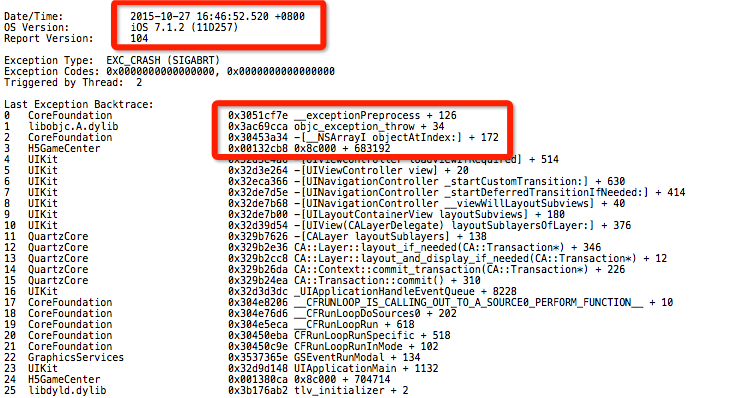 Date/Time: 2015-10-27 16:46:52.520 +0800
OS Version: iOS 7.1.2 (11D257)
Report Version: 104
Exception Type: EXC_CRASH (SIGABRT)
Exception Codes: 0x0000000000000000, 0x0000000000000000
Triggered by Thread: 2
Last Exception Backtrace:
0 CoreFoundation 0x3051cf7e __exceptionPreprocess + 126
1 libobjc.A.dylib 0x3ac69cca objc_exception_throw + 34
2 CoreFoundation 0x30453a34 -[__NSArrayI objectAtIndex:] + 172
3 H5GameCenter 0x00132cb8 0x8c000 + 683192
4 UIKit -[UIViewController loadViewIfRequired] + 514
5 UIKit 0x32d3e264 -[UIViewController view] + 20
6 UIKit 0x32eca366 -[UINavigationController _startCustomTransition:] + 630
7 UIKit 0x32de7d5e -[UINavigationController _startDeferredTransitionIfNeeded:] + 414
8 UIKit 0x32de7b68 -[UINavigationController __viewWillLayoutSubviews] + 40
9 UIKit 0x32de7b00 -[UILayoutContainerView layoutSubviews] + 180
10 UIKit 0x32d39d54 -[UIView(CALayerDelegate) layoutSublayersOfLayer:] + 376
11 QuartzCore 0x329b7626 -[CALayer layoutSublayers] + 138
12 QuartzCore 0x329b2e36 CA::Layer::layout_if_needed(CA::Transaction*) + 346
13 QuartzCore 0x329b2cc8 CA::Layer::layout_and_display_if_needed(CA::Transaction*) + 12
14 QuartzCore 0x329b26da CA::Context::commit_transaction(CA::Transaction*) + 226
15 QuartzCore 0x329b24ea CA::Transaction::commit() + 310
16 UIKit 0x32d3d3dc _UIApplicationHandleEventQueue + 8228
17 CoreFoundation 0x304e8206 __CFRUNLOOP_IS_CALLING_OUT_TO_A_SOURCE0_PERFORM_FUNCTION__ + 10
18 CoreFoundation 0x304e76d6 __CFRunLoopDoSources0 + 202
19 CoreFoundation 0x304e5eca __CFRunLoopRun + 618
20 CoreFoundation 0x30450eba CFRunLoopRunSpecific + 518
21 CoreFoundation 0x30450c9e CFRunLoopRunInMode + 102
22 GraphicsServices 0x3537365e GSEventRunModal + 134
23 UIKit 0x32d9d148 UIApplicationMain + 1132
24 H5GameCenter 0x001380ca 0x8c000 + 704714
25 libdyld.dylib 0x3b176ab2 tlv_initializer + 2